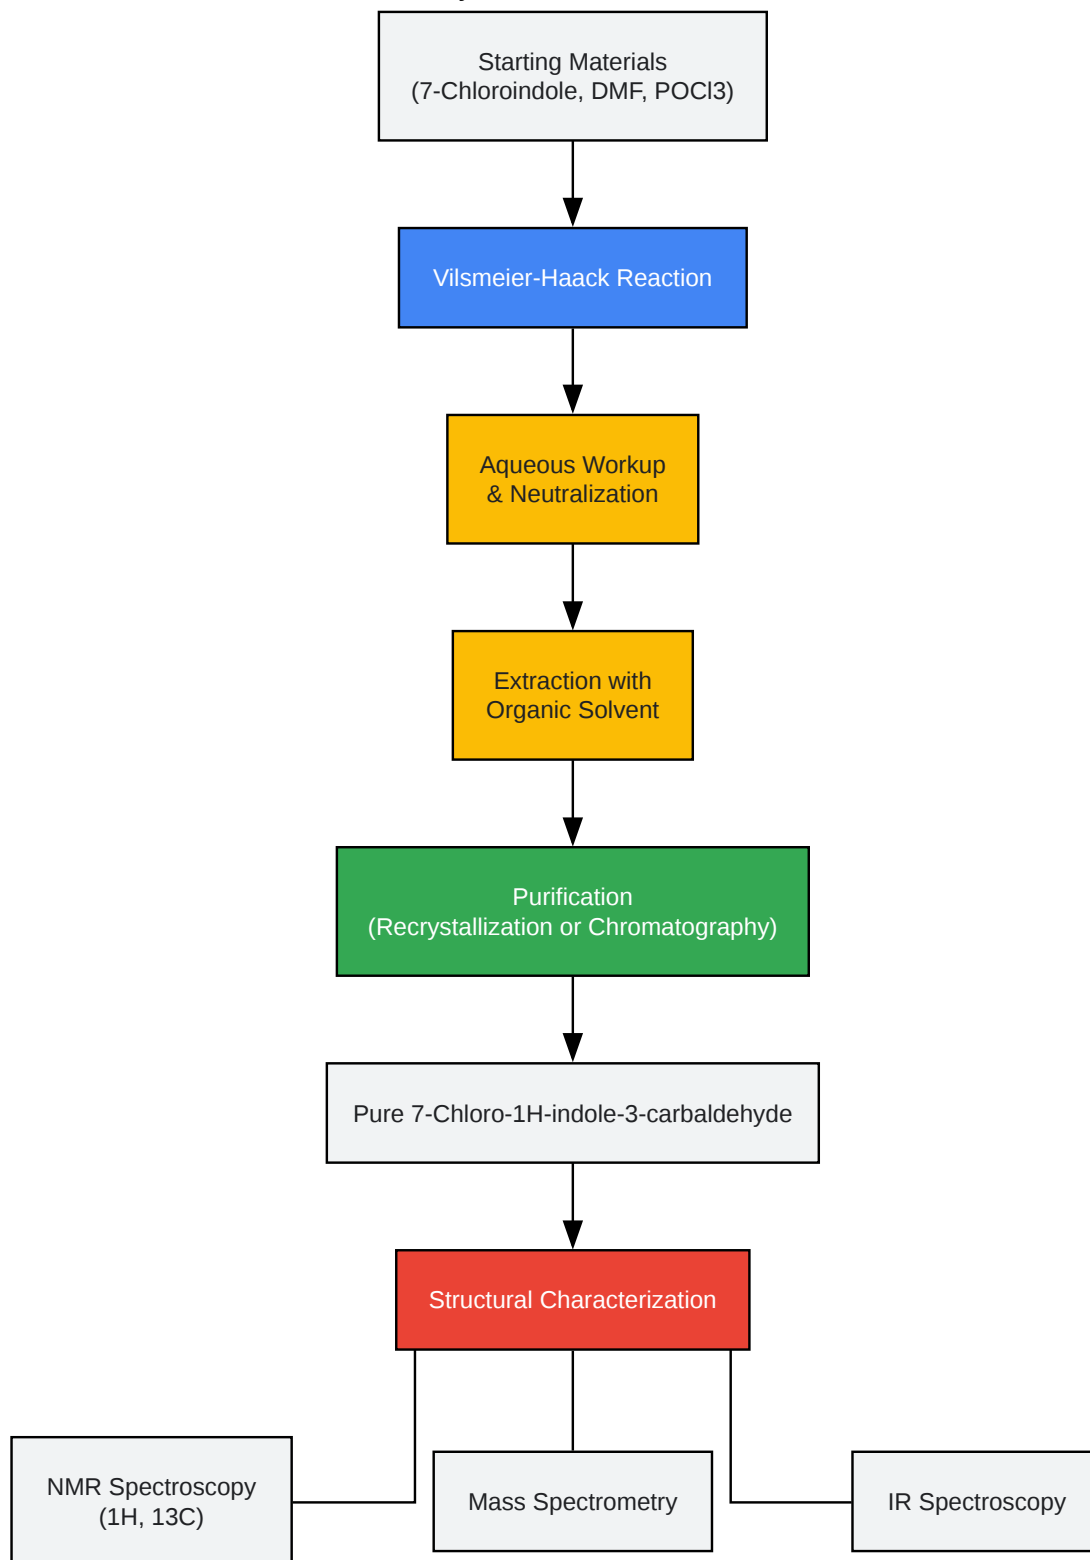 Starting Materials
(7-Chloroindole, DMF, POCl3)
Vilsmeier-Haack Reaction
Aqueous Workup
& Neutralization
Extraction with
Organic Solvent
Purification
(Recrystallization or Chromatography)
Pure 7-Chloro-1H-indole-3-carbaldehyde
Structural Characterization
NMR Spectroscopy
(1H, 13C)
Mass Spectrometry
IR Spectroscopy